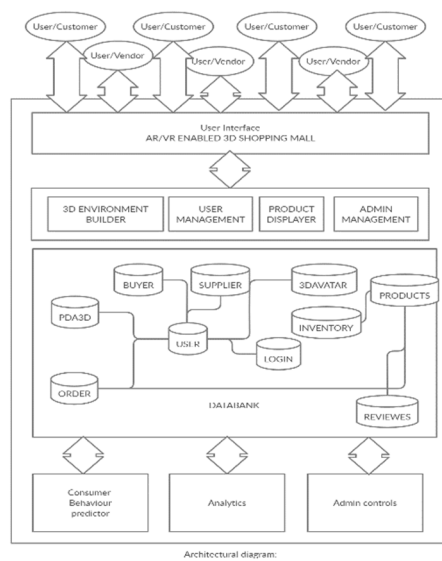 User/Customer
User/Customer
User/Customer
User/Customer
User/Vendor
User/Vendor
User/Vendor
User Interface
AR/VR ENABLED 3D SHOPPING MALL
3D ENVIRONMENT
BUILDER
USER
MANAGEMENT
PRODUCT
DISPLAYER
ADMIN
MANAGEMENT
BUYER
SUPPLIER
3DAVATAR
PRODUCTS
PDA3D
INVENTORY
USER
LOGIN
ORDER
DATABANK
REVIEWES
Consumer
Behaviour
predictor
Analytics
Admin controls
Architectural diagram: